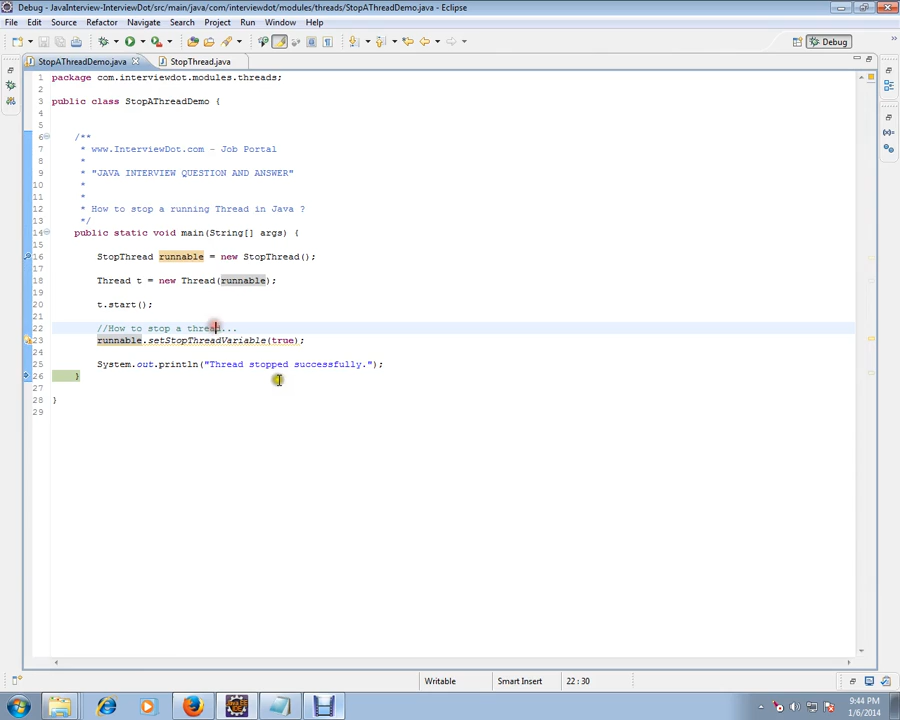 Debug - JavaInterview-InterviewDot/src/main/java/com/interviewdot/modules/threads/StopAThreadDemo.java - Eclipse
File Edit Source Refactor Navigate Search Project Run Window Help
Debug
StopAThreadDemo.java StopThread.java
1 package com.interviewdot.modules.threads;
2
3 public class StopAThreadDemo {
4
5
6 /**
7 * www.InterviewDot.com - Job Portal
8 *
9 * "JAVA INTERVIEW QUESTION AND ANSWER"
10 *
11 *
12 * How to stop a running Thread in Java ?
13 */
14 public static void main(String[] args) {
15
16 StopThread runnable = new StopThread();
17
18 Thread t = new Thread(runnable);
19
20 t.start();
21
22 //How to stop a thread...
23 runnable.setStopThreadVariable(true);
24
25 System.out.println("Thread stopped successfully.");
26 }
27
28 }
29
Writable Smart Insert 22 : 30
9:44 PM
1/6/2014